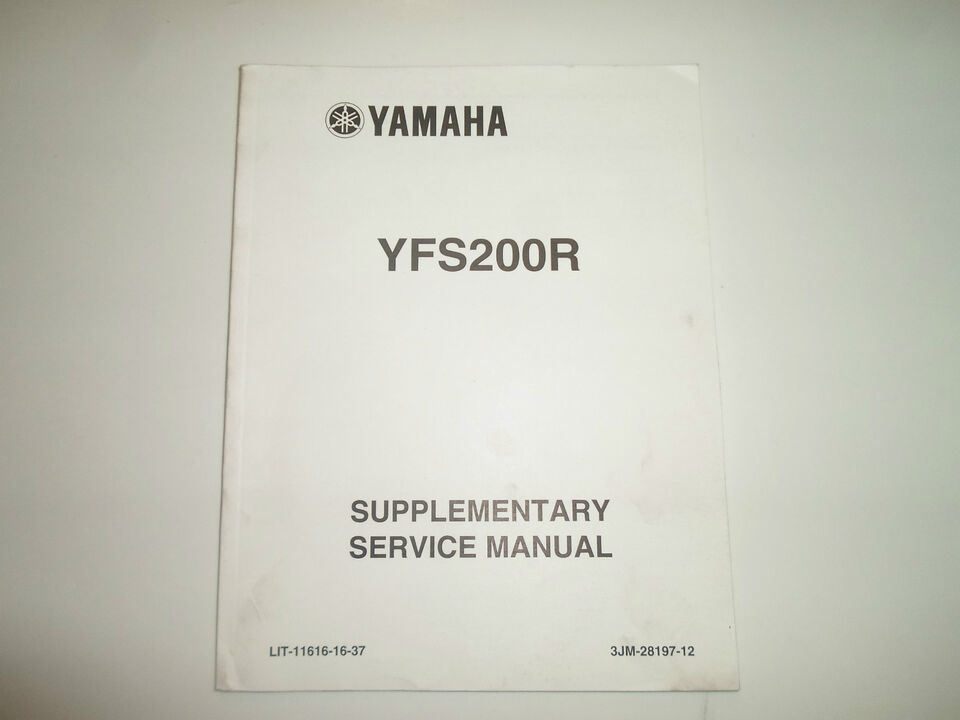 YAMAHA
YFS200R
SUPPLEMENTARY
SERVICE MANUAL
LIT-11616-16-37 3JM-28197-12